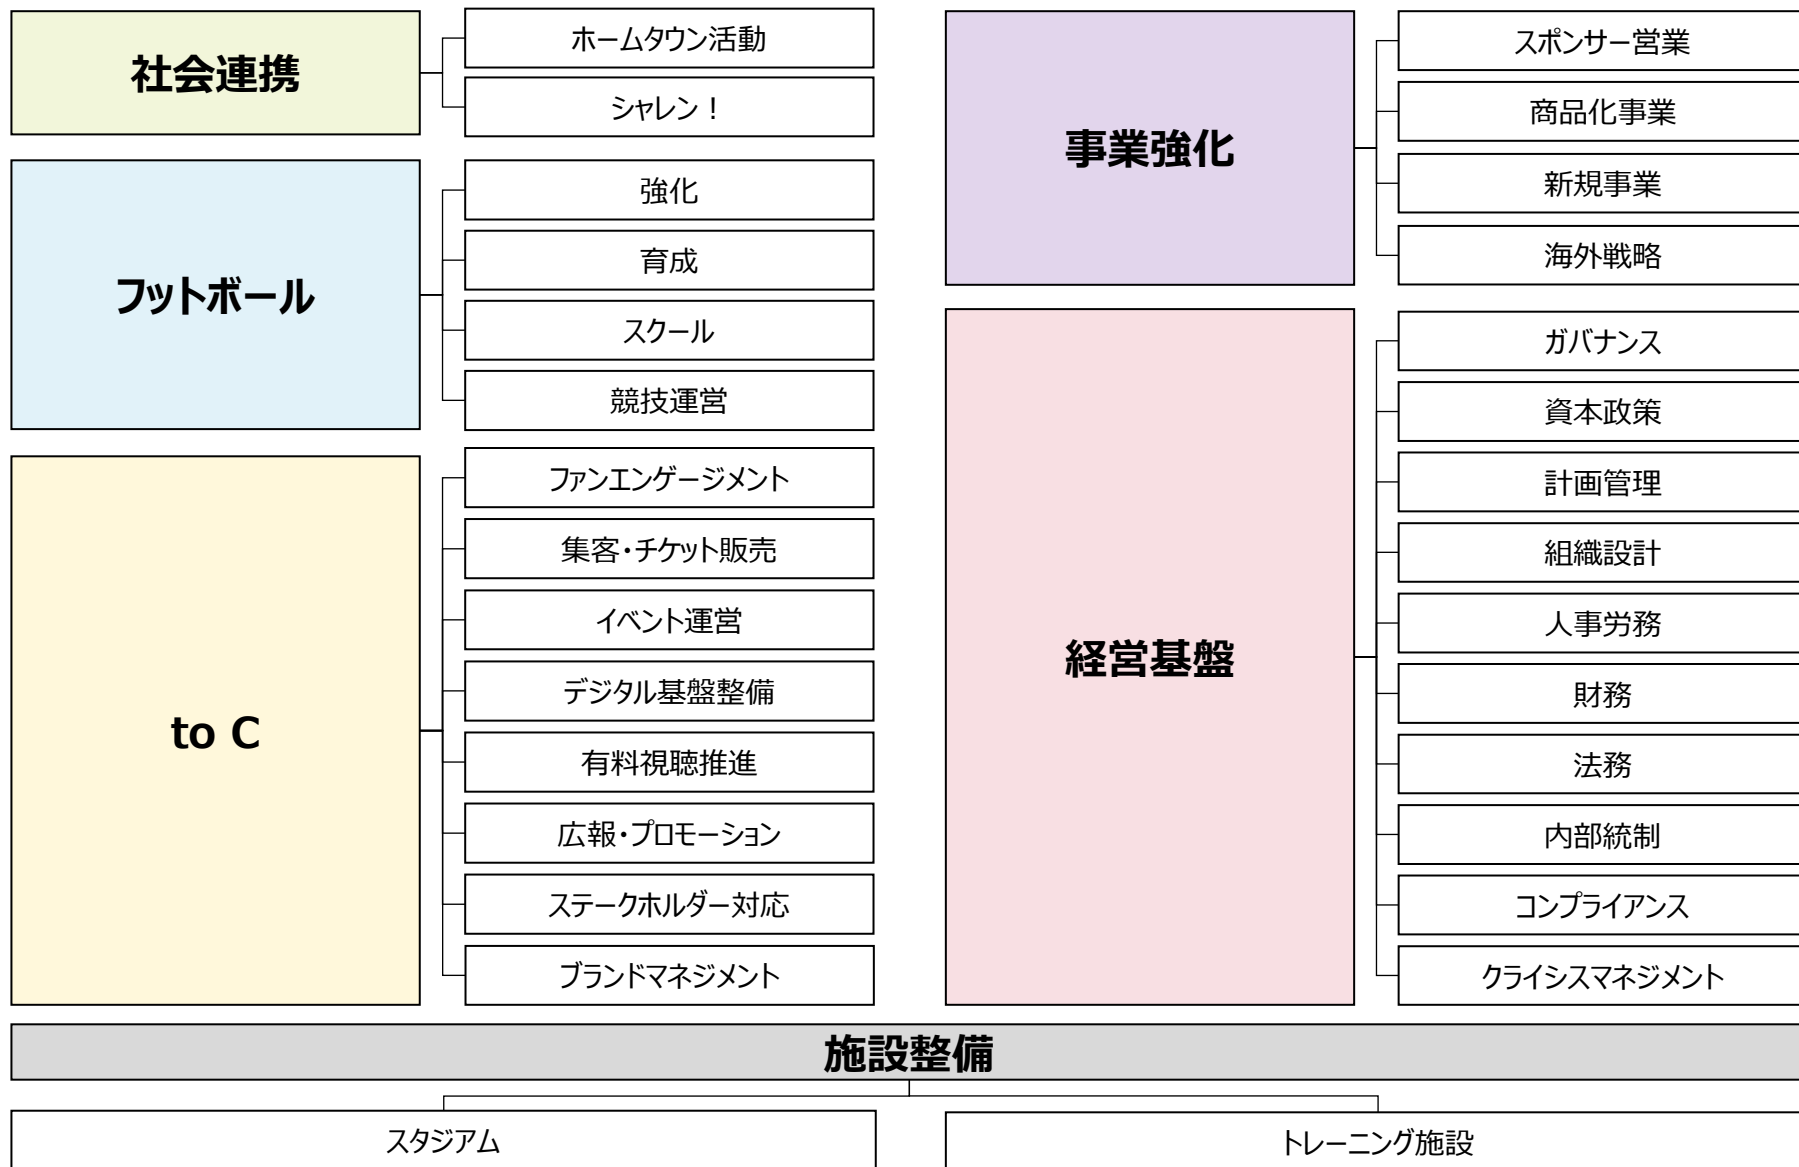 社会連携
ホームタウン活動
シャレン！
フットボール
強化
育成
スクール
競技運営
to C
ファンエンゲージメント
集客・チケット販売
イベント運営
デジタル基盤整備
有料視聴推進
広報・プロモーション
ステークホルダー対応
ブランドマネジメント
事業強化
スポンサー営業
商品化事業
新規事業
海外戦略
経営基盤
ガバナンス
資本政策
計画管理
組織設計
人事労務
財務
法務
内部統制
コンプライアンス
クライシスマネジメント
施設整備
スタジアム
トレーニング施設